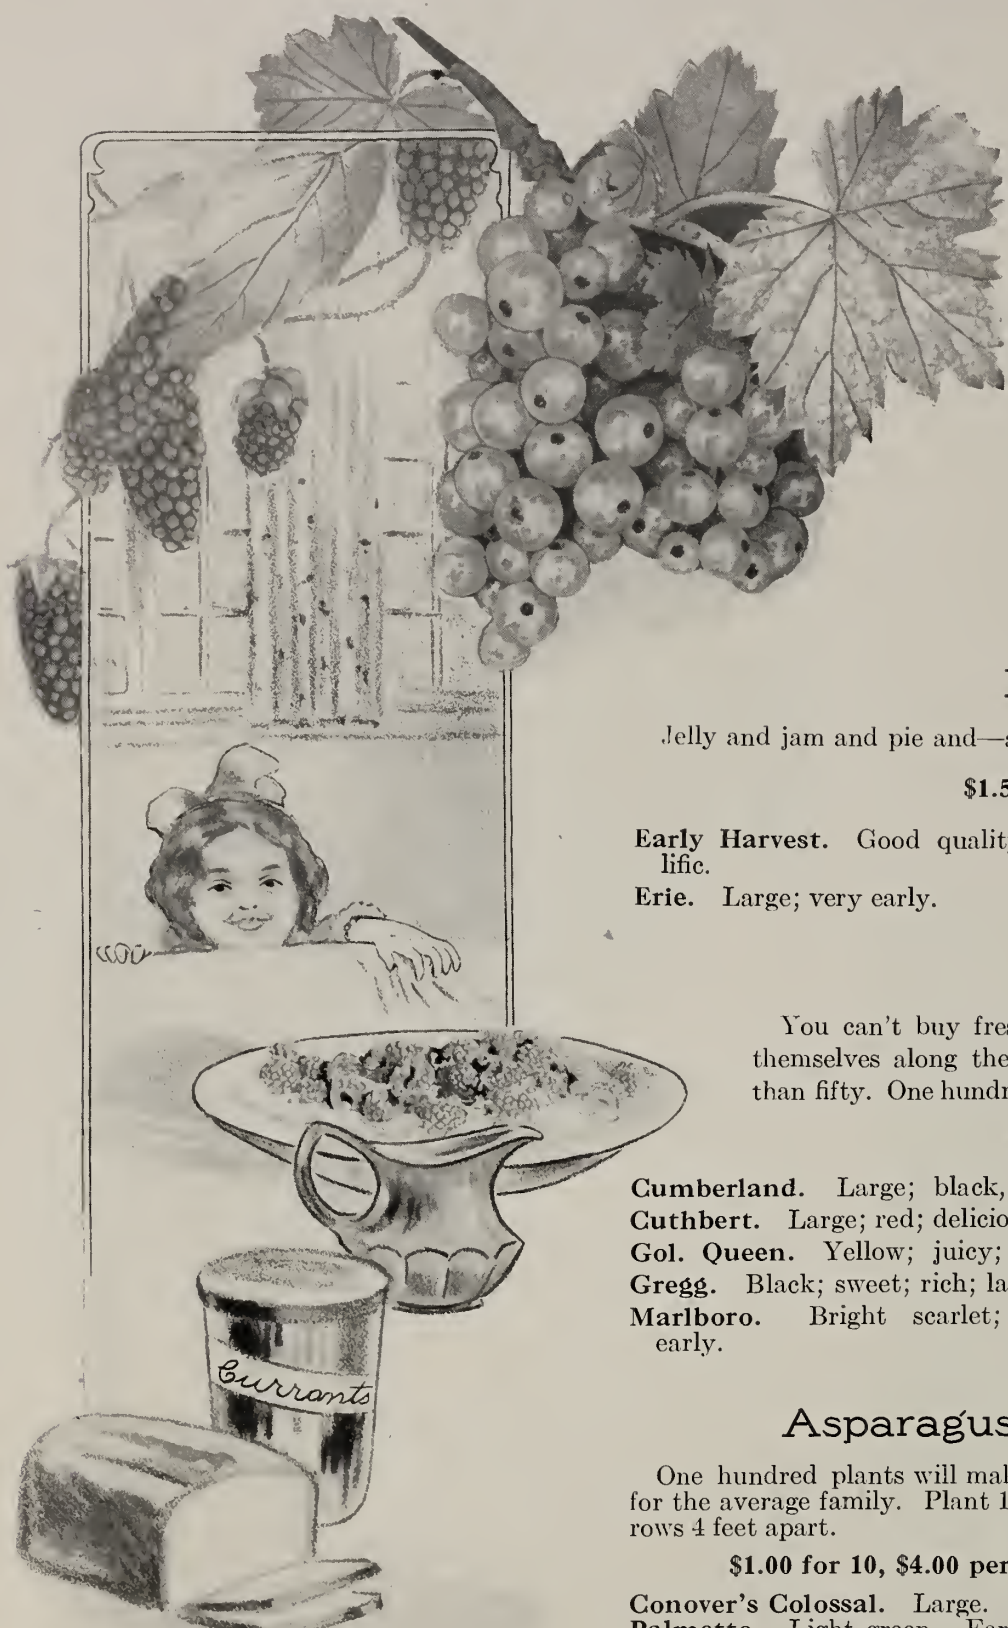 Jelly and jam and pie and—
$1.5
Early Harvest. Good qualit
lific.
Erie. Large; very early.
You can't buy fre
themselves along the
than fifty. One hundr
Cumberland. Large; black,
Cuthbert. Large; red; delicio
Gol. Queen. Yellow; juicy;
Gregg. Black; sweet; rich; la
Marlboro. Bright scarlet;
early.
Currants
Asparagus
One hundred plants will mal
for the average family. Plant 1
rows 4 feet apart.
$1.00 for 10, $4.00 per
Conover's Colossal. Large.